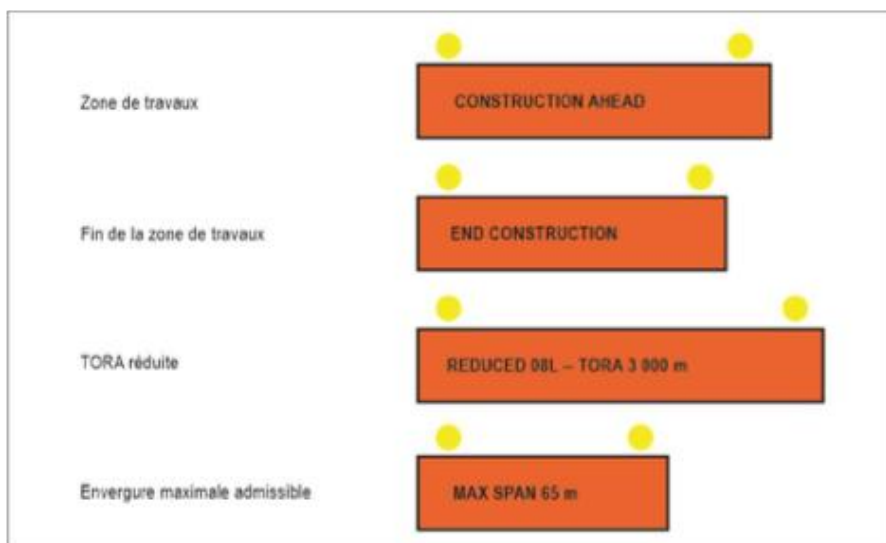 Zone de travaux
CONSTRUCTION AHEAD
Fin de la zone de travaux
END CONSTRUCTION
TORA réduite
REDUCED 08L – TORA 3 000 m
Envergure maximale admissible
MAX SPAN 65 m